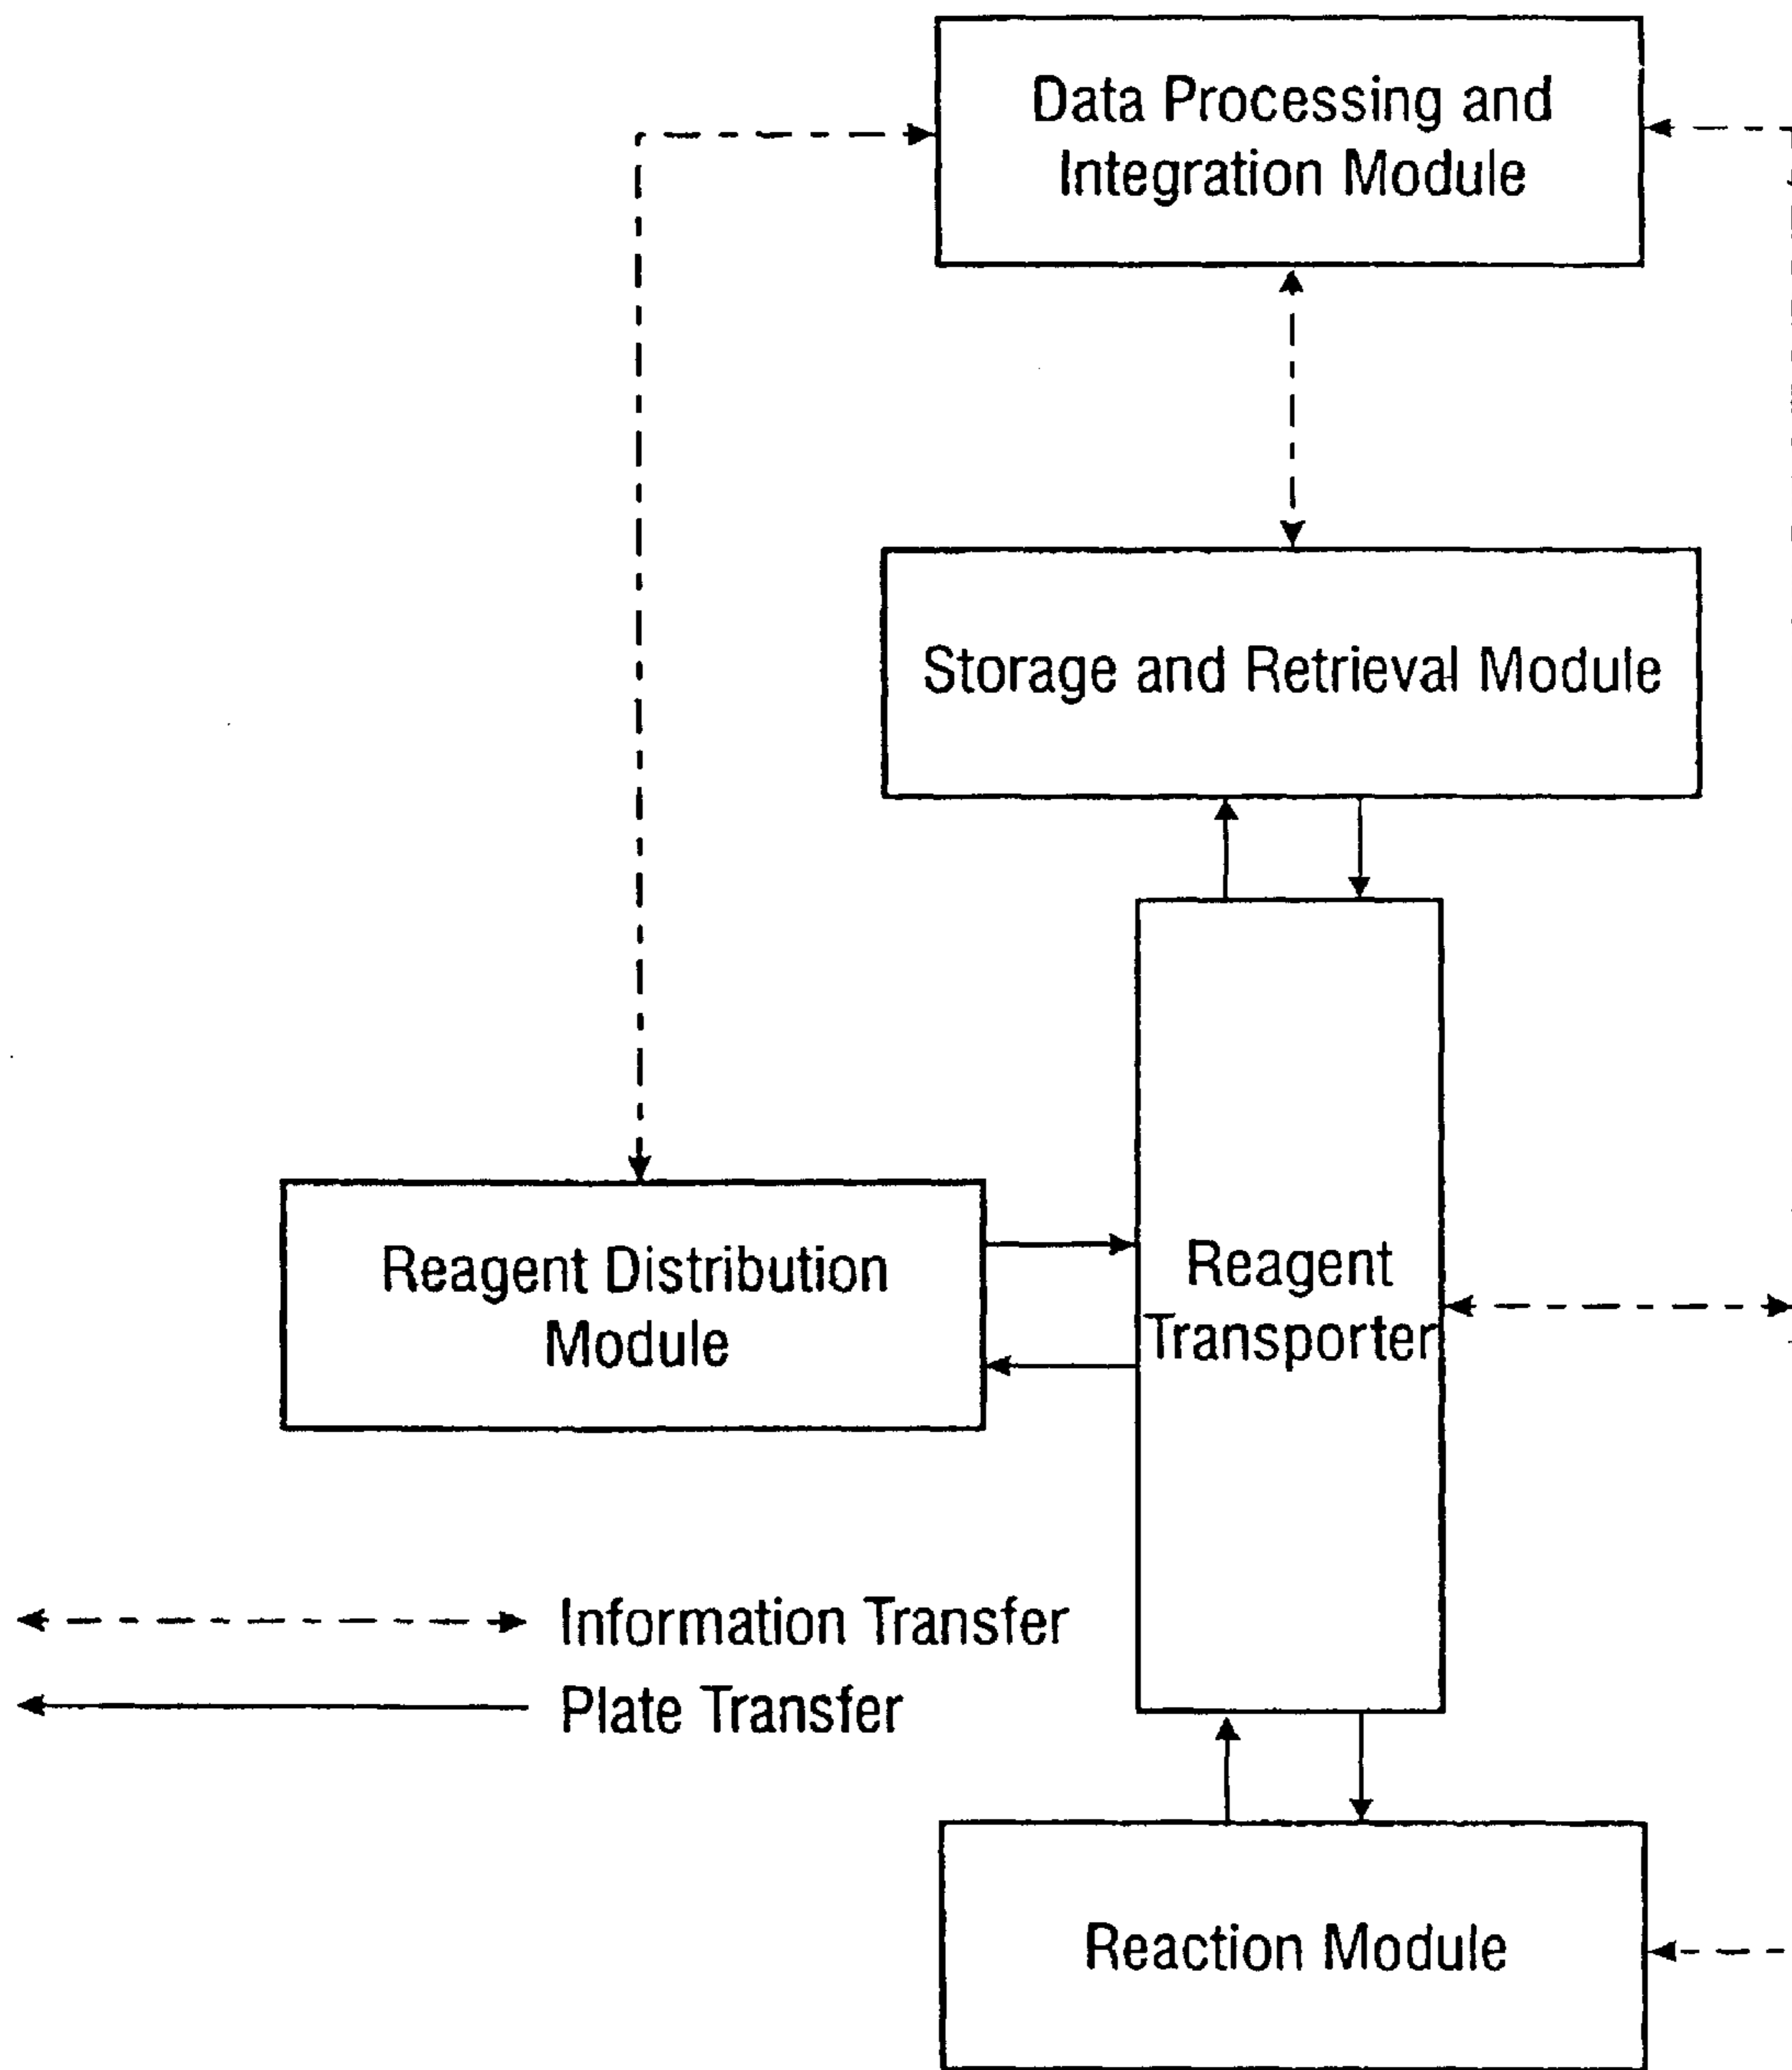 Data Processing and
Integration Module
Storage and Retrieval Module
Reagent Distribution
Module
Reagent
Transporter
Information Transfer
Plate Transfer
Reaction Module